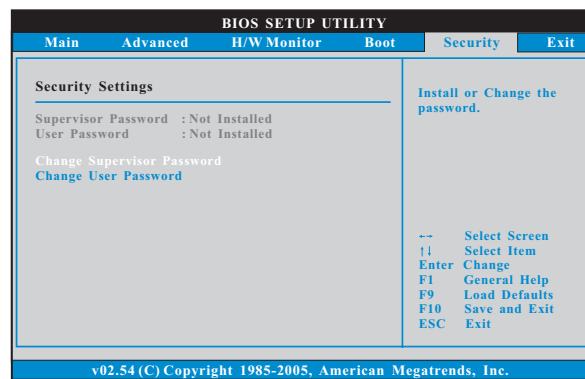 BIOS SETUP UTILITY
Main Advanced H/W Monitor Boot Security Exit
Security Settings
Supervisor Password : Not Installed
User Password : Not Installed
Change Supervisor Password
Change User Password
Install or Change the
password.
←→ Select Screen
↑↓ Select Item
Enter Change
F1 General Help
F9 Load Defaults
F10 Save and Exit
ESC Exit
v02.54 (C) Copyright 1985-2005, American Megatrends, Inc.